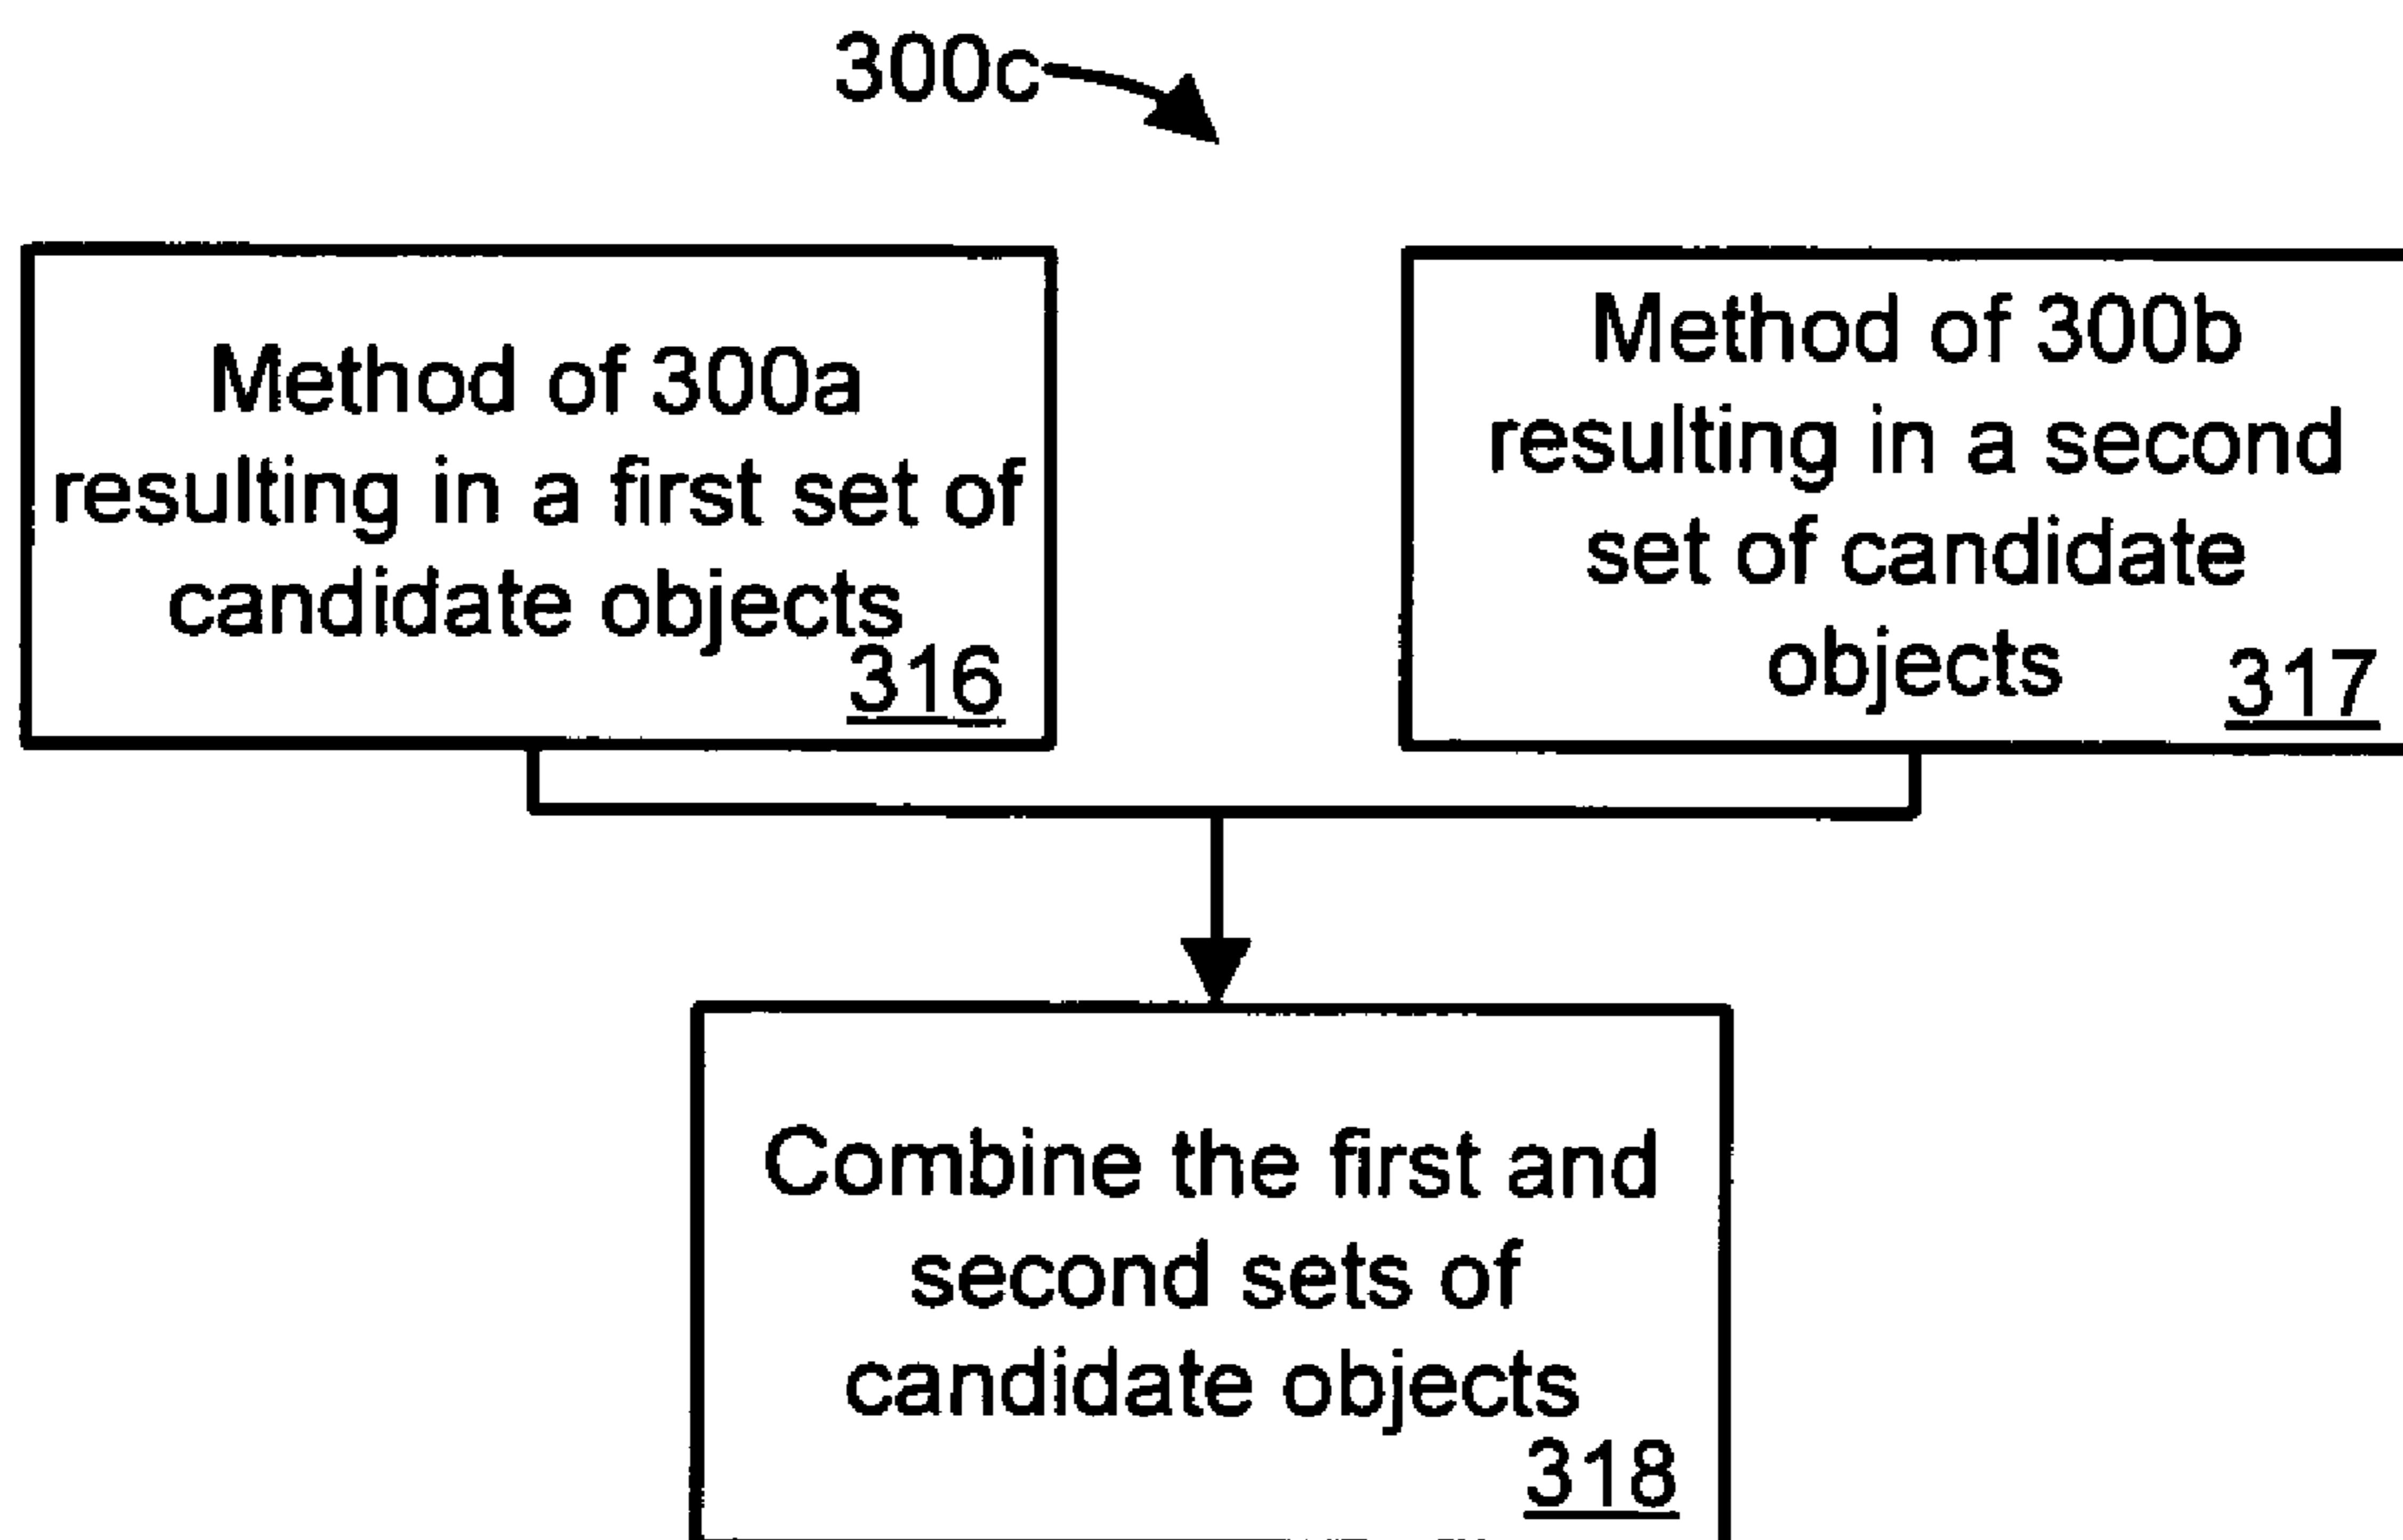 300c
Method of 300a
resulting in a first set of
candidate objects
316
Method of 300b
resulting in a second
set of candidate
objects
317
Combine the first and
second sets of
candidate objects
318